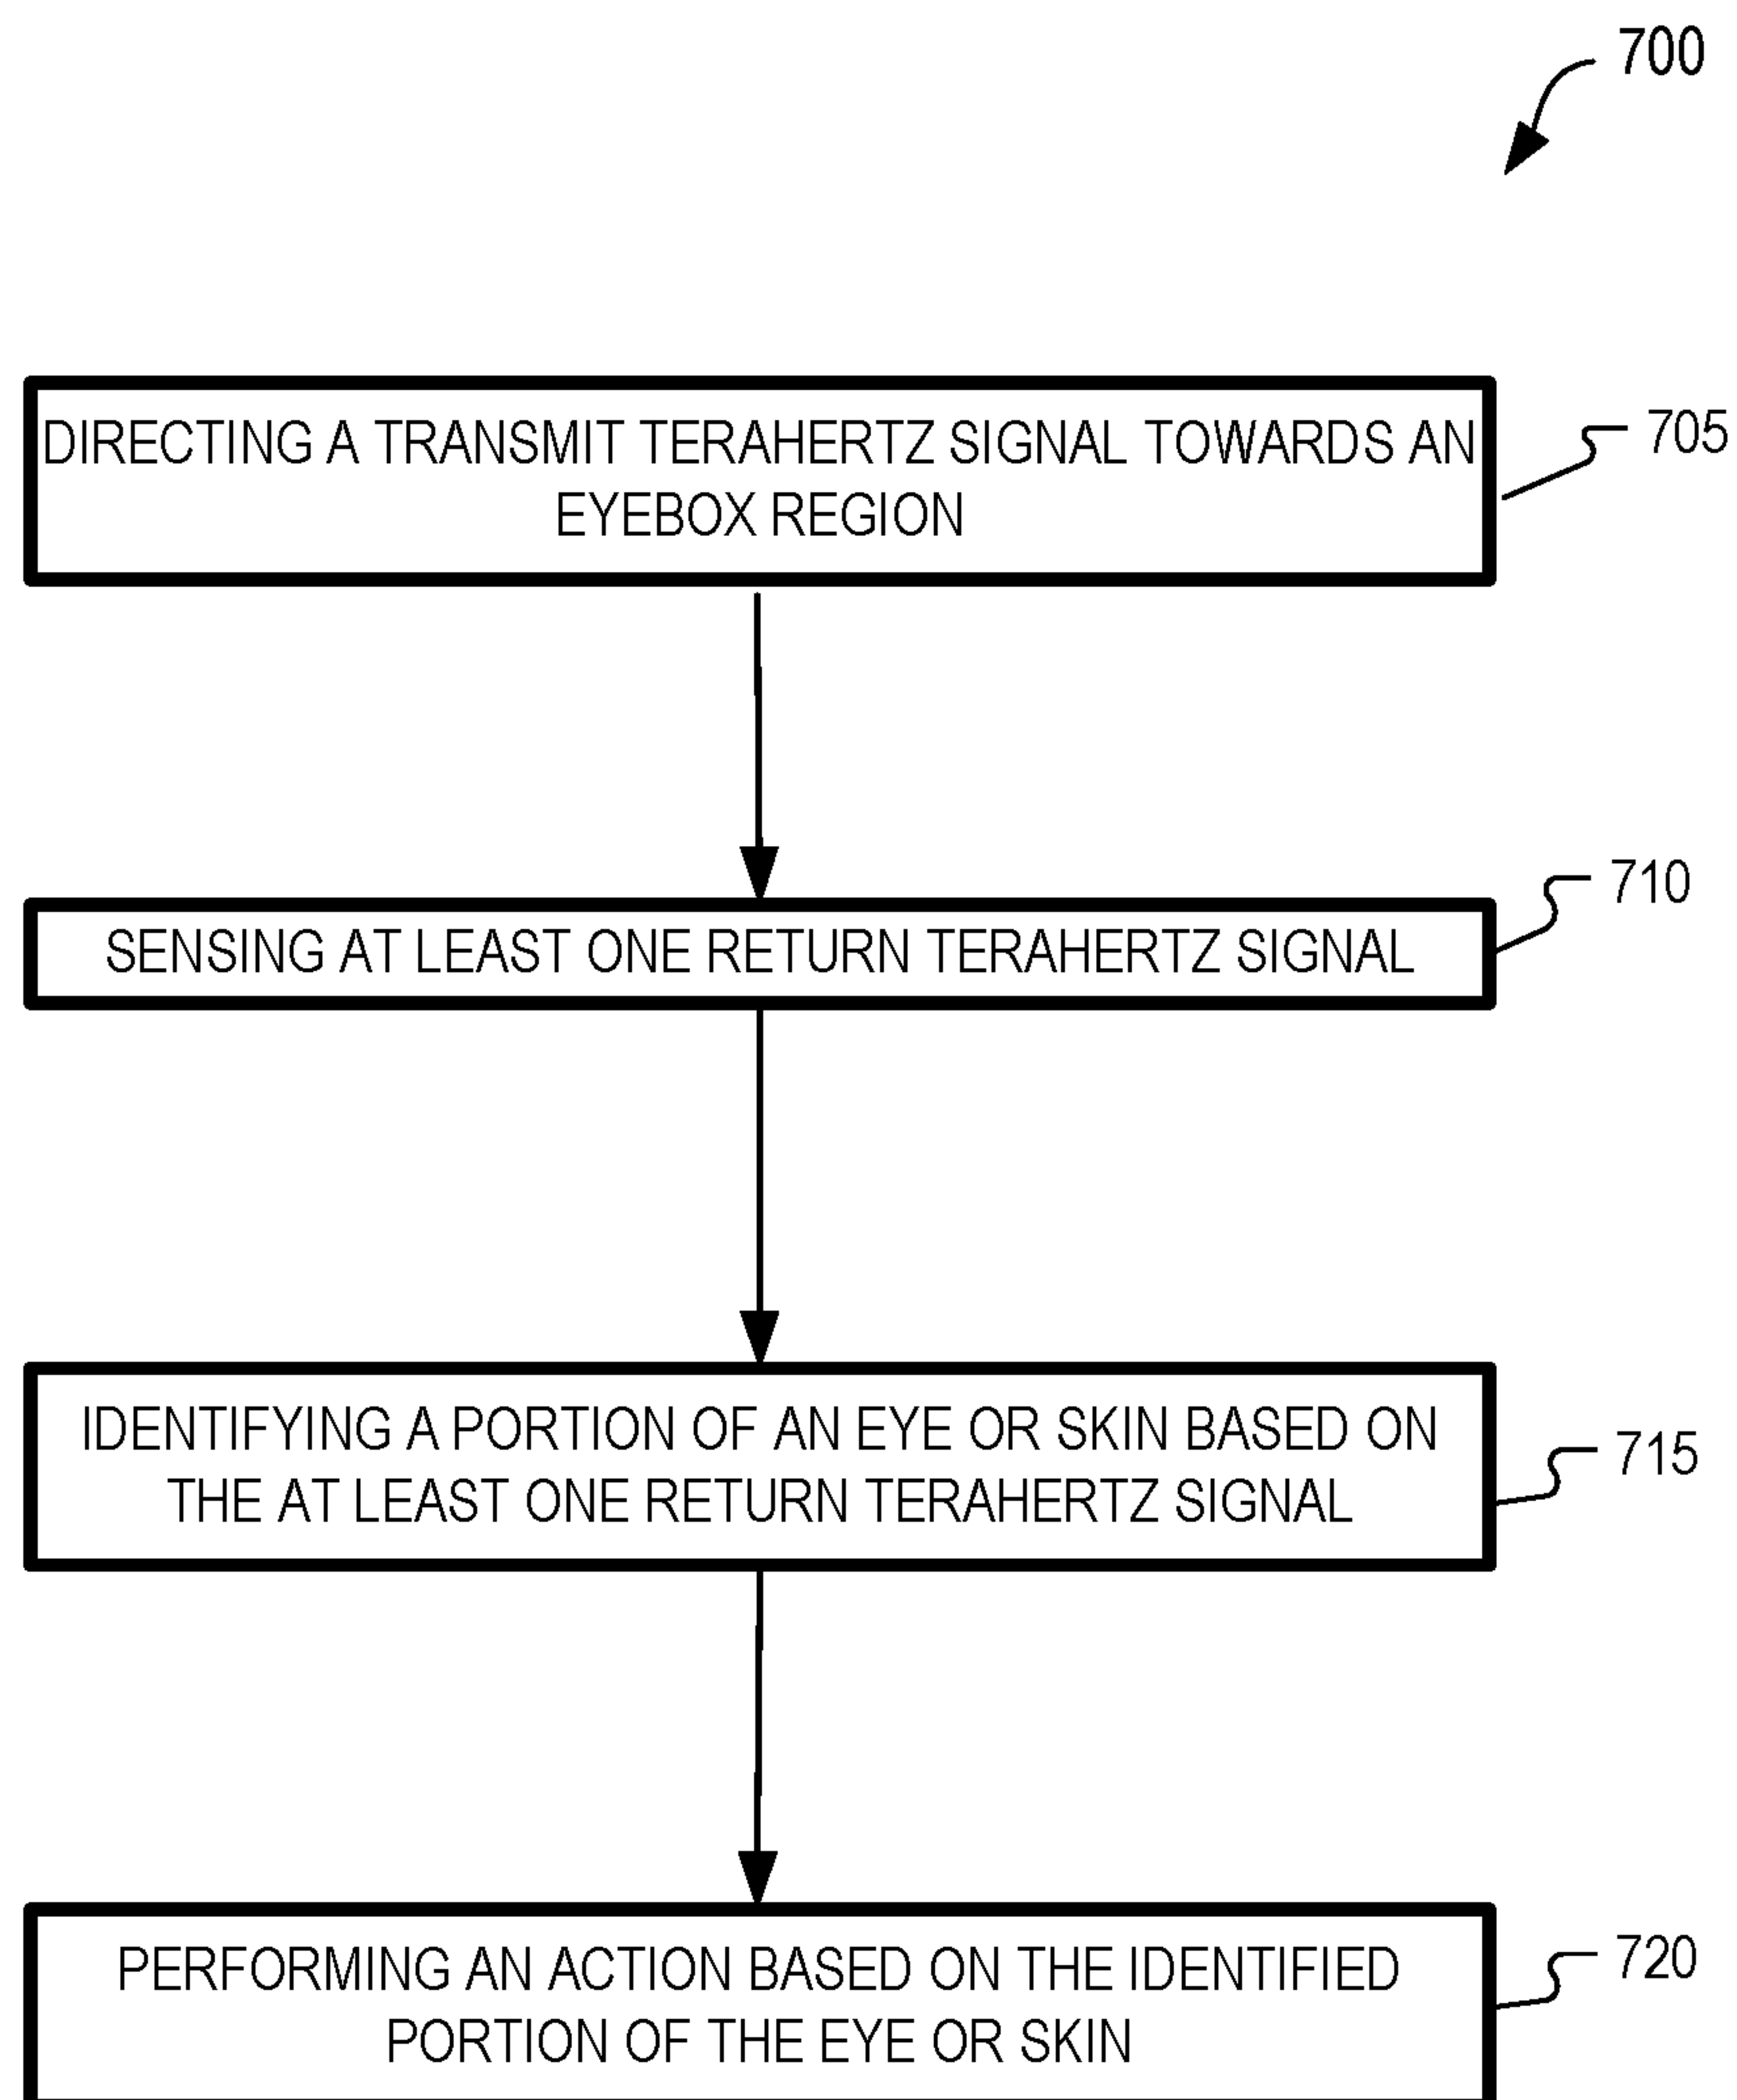 700
DIRECTING A TRANSMIT TERAHERTZ SIGNAL TOWARDS AN
EYEBOX REGION
705
SENSING AT LEAST ONE RETURN TERAHERTZ SIGNAL
710
IDENTIFYING A PORTION OF AN EYE OR SKIN BASED ON
THE AT LEAST ONE RETURN TERAHERTZ SIGNAL
715
PERFORMING AN ACTION BASED ON THE IDENTIFIED
PORTION OF THE EYE OR SKIN
720